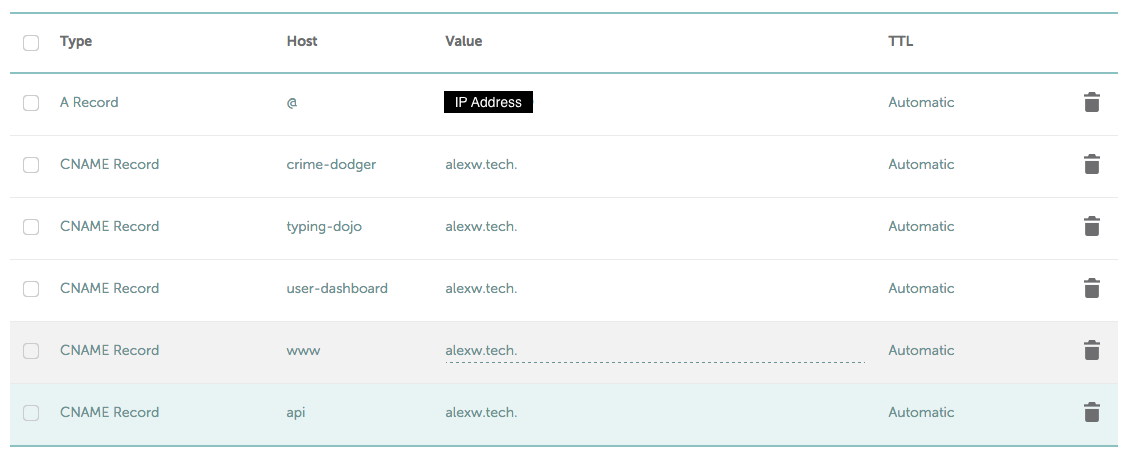 Type Host Value TTL
A Record @ IP Address Automatic
CNAME Record crime-dodger alexw.tech. Automatic
CNAME Record typing-dojo alexw.tech. Automatic
CNAME Record user-dashboard alexw.tech. Automatic
CNAME Record www alexw.tech. Automatic
CNAME Record api alexw.tech. Automatic